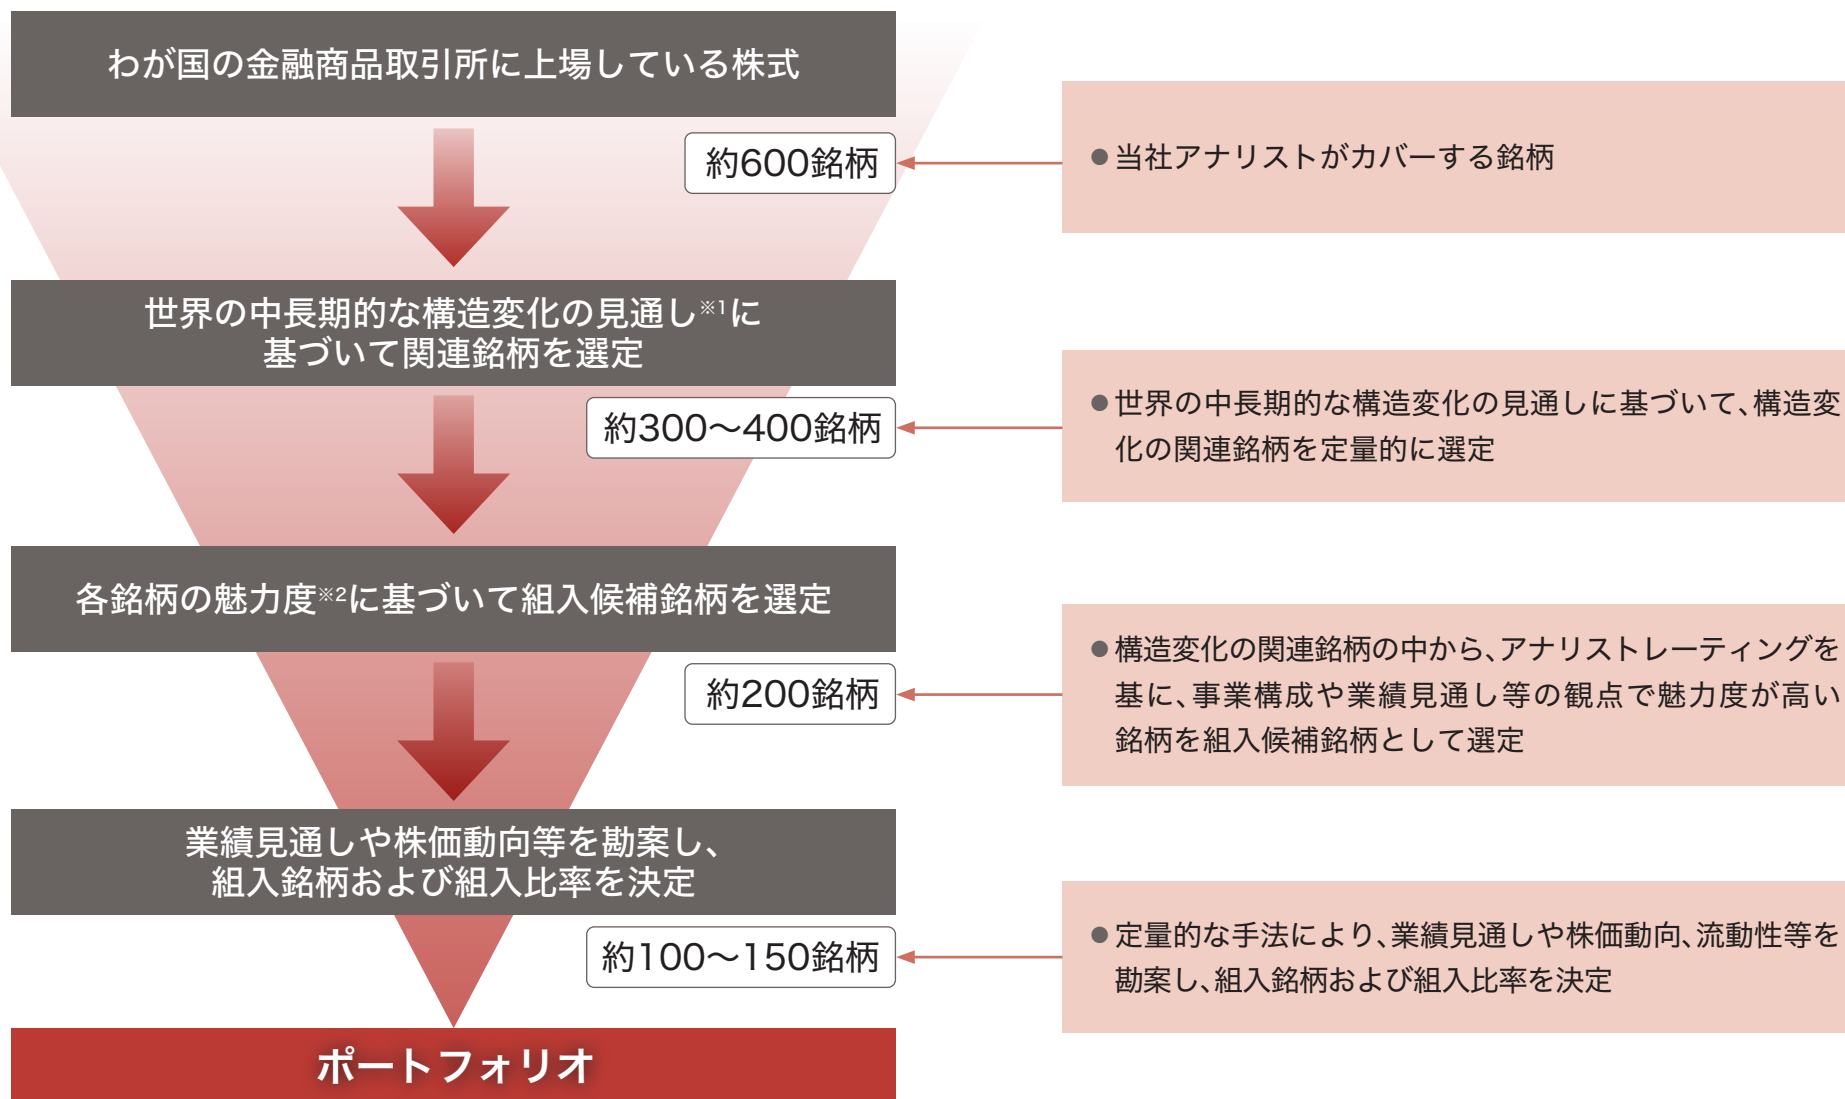 わが国の金融商品取引所に上場している株式
約600銘柄
●当社アナリストがカバーする銘柄
世界の中長期的な構造変化の見通し※1に
基づいて関連銘柄を選定
約300～400銘柄
●世界の中長期的な構造変化の見通しに基づいて、構造変
化の関連銘柄を定量的に選定
各銘柄の魅力度※2に基づいて組入候補銘柄を選定
約200銘柄
●構造変化の関連銘柄の中から、アナリストレーティングを
基に、事業構成や業績見通し等の観点で魅力度が高い
銘柄を組入候補銘柄として選定
業績見通しや株価動向等を勘案し、
組入銘柄および組入比率を決定
約100～150銘柄
●定量的な手法により、業績見通しや株価動向、流動性等を
勘案し、組入銘柄および組入比率を決定
ポートフォリオ